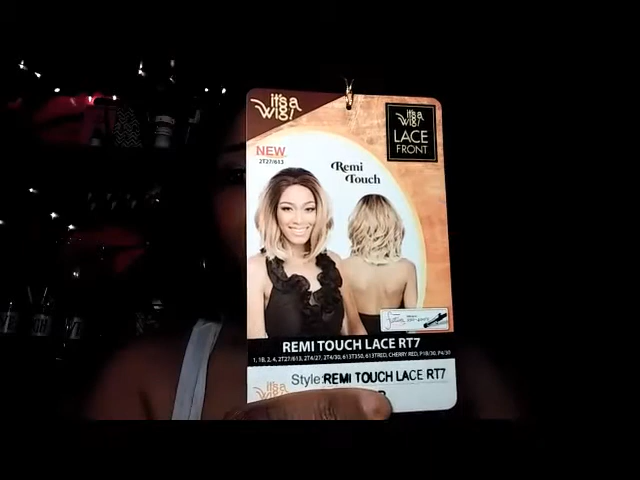 it's a
wig!
it's a
wig!
LACE
FRONT
NEW
2T27/613
Remi
Touch
REMI TOUCH LACE RT7
1, 1B, 2, 4, 2T27/613, 2T4/27, 2T4/30, 613T350, 613TRED, CHERRY RED, P1B/30, P4/30
it's a
wig!
Style:REMI TOUCH LACE RT7